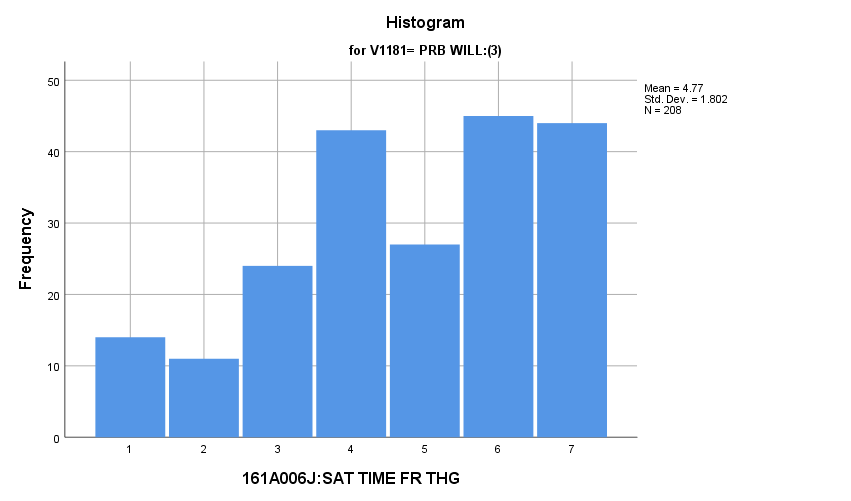 Histogram
for V1181= PRB WILL:(3)
Mean = 4.77
Std. Dev. = 1.802
N = 208
Frequency
50
40
30
20
10
0
1 2 3 4 5 6 7
161A006J:SAT TIME FR THG